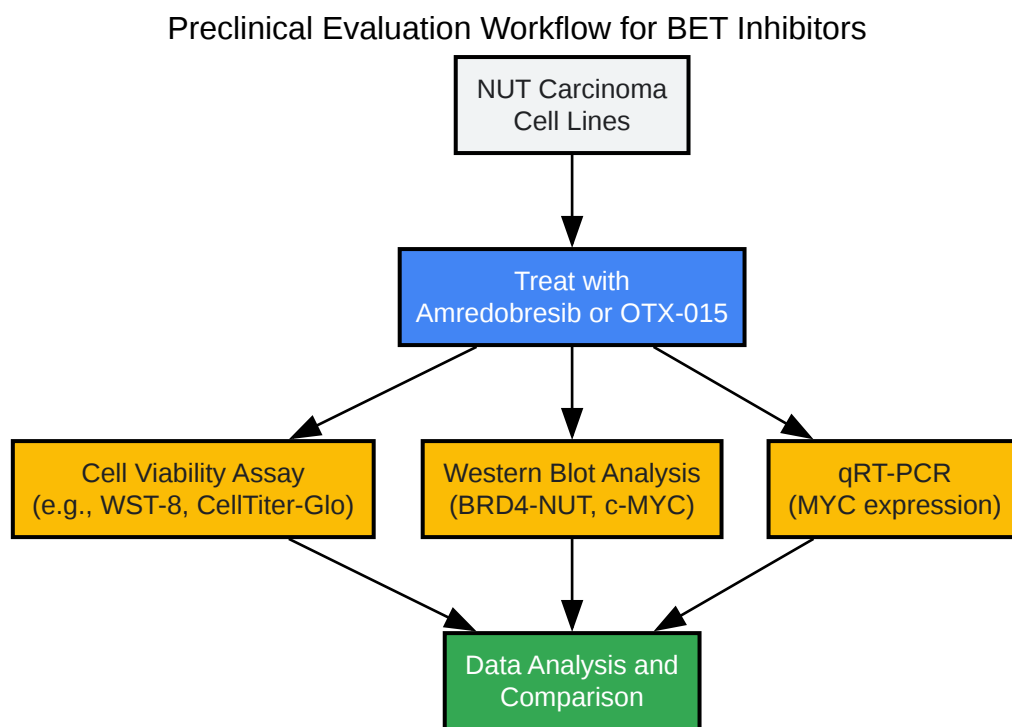 Preclinical Evaluation Workflow for BET Inhibitors
NUT Carcinoma
Cell Lines
Treat with
Amredobresib or OTX-015
Cell Viability Assay
(e.g., WST-8, CellTiter-Glo)
Western Blot Analysis
(BRD4-NUT, c-MYC)
qRT-PCR
(MYC expression)
Data Analysis and
Comparison